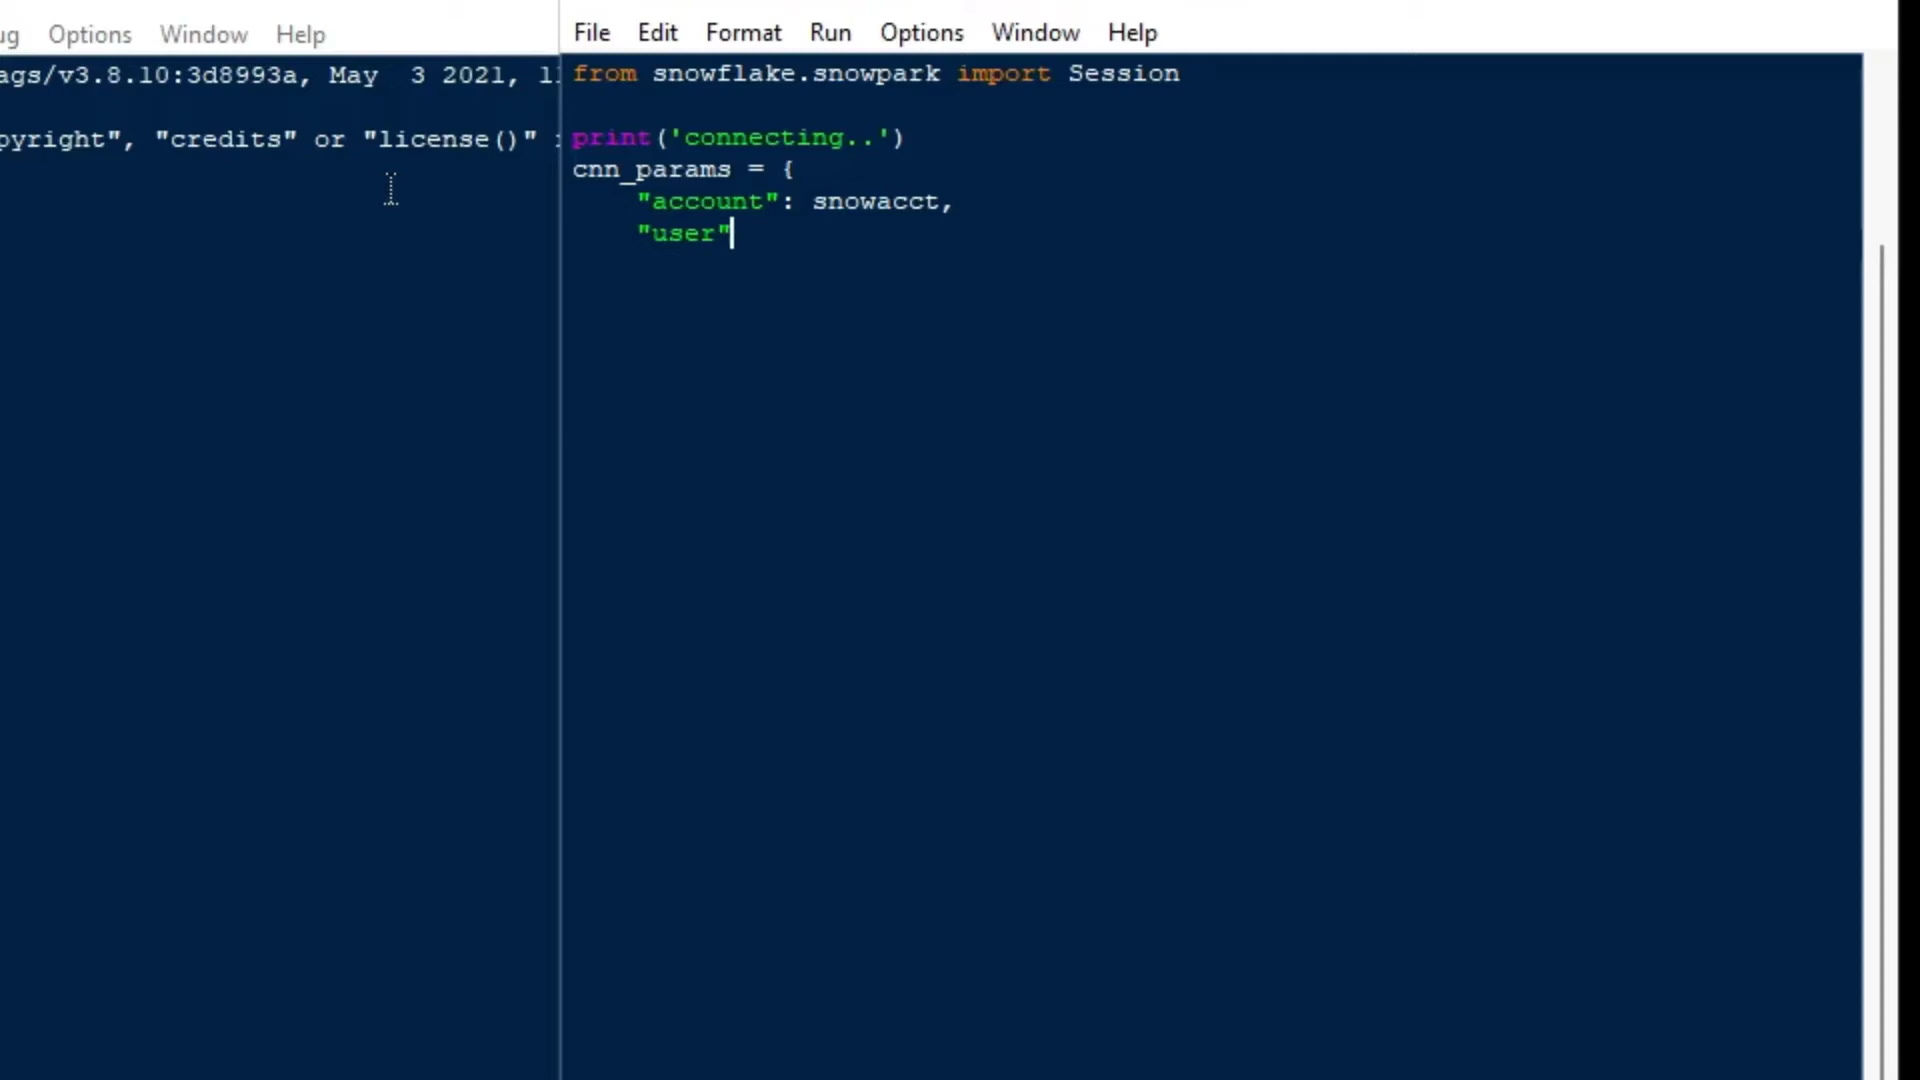 Options Window Help
ags/v3.8.10:3d8993a, May 3 2021,
pyright", "credits" or "license()"
File Edit Format Run Options Window Help
from snowflake.snowpark import Session
print('connecting..')
cnn_params = {
"account": snowacct,
"user"